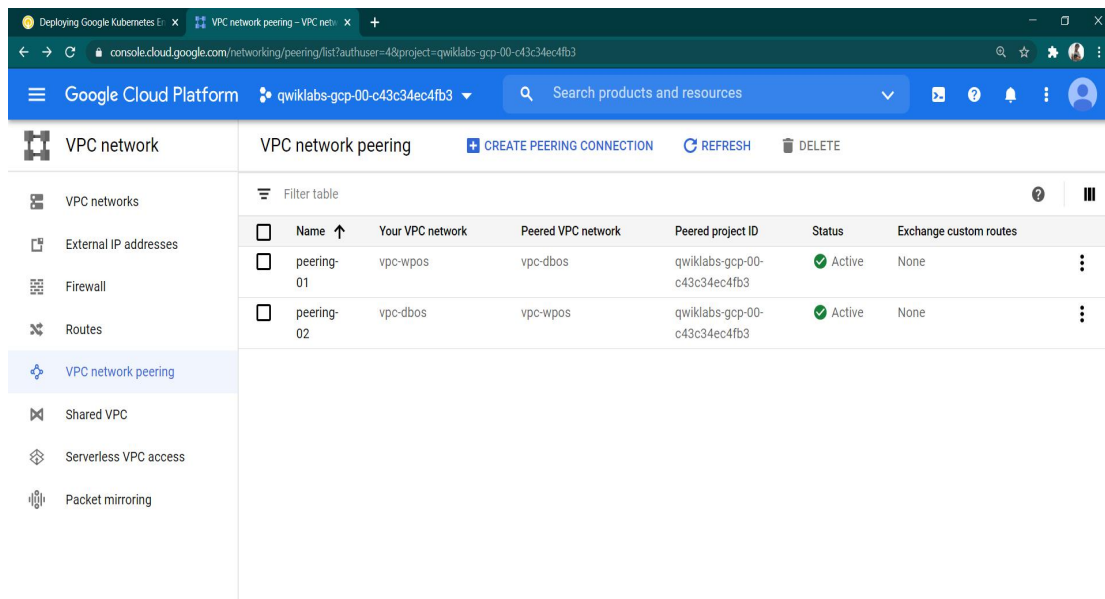 Deploying Google Kubernetes En
VPC network peering – VPC netw
console.cloud.google.com/networking/peering/list?authuser=4&project=qwiklabs-gcp-00-c43c34ec4fb3
Google Cloud Platform
qwiklabs-gcp-00-c43c34ec4fb3
Search products and resources
VPC network
VPC network peering
CREATE PEERING CONNECTION
REFRESH
DELETE
VPC networks
External IP addresses
Firewall
Routes
VPC network peering
Shared VPC
Serverless VPC access
Packet mirroring
Filter table
Name Your VPC network Peered VPC network Peered project ID Status Exchange custom routes
peering- vpc-wpos vpc-dbos qwiklabs-gcp-00- Active None
01 c43c34ec4fb3
peering- vpc-dbos vpc-wpos qwiklabs-gcp-00- Active None
02 c43c34ec4fb3